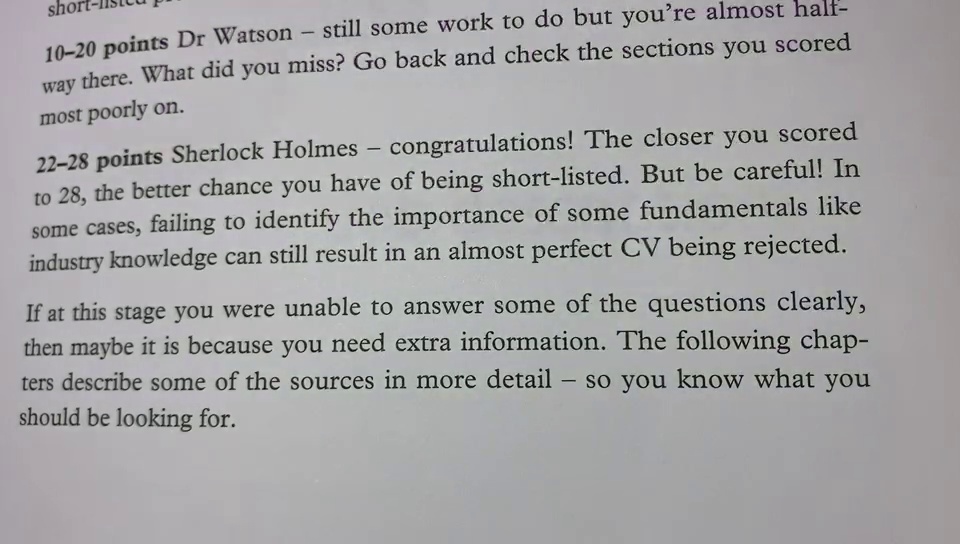 short-listed
10–20 points Dr Watson – still some work to do but you're almost half-
way there. What did you miss? Go back and check the sections you scored
most poorly on.
22–28 points Sherlock Holmes – congratulations! The closer you scored
to 28, the better chance you have of being short-listed. But be careful! In
some cases, failing to identify the importance of some fundamentals like
industry knowledge can still result in an almost perfect CV being rejected.
If at this stage you were unable to answer some of the questions clearly,
then maybe it is because you need extra information. The following chap-
ters describe some of the sources in more detail – so you know what you
should be looking for.